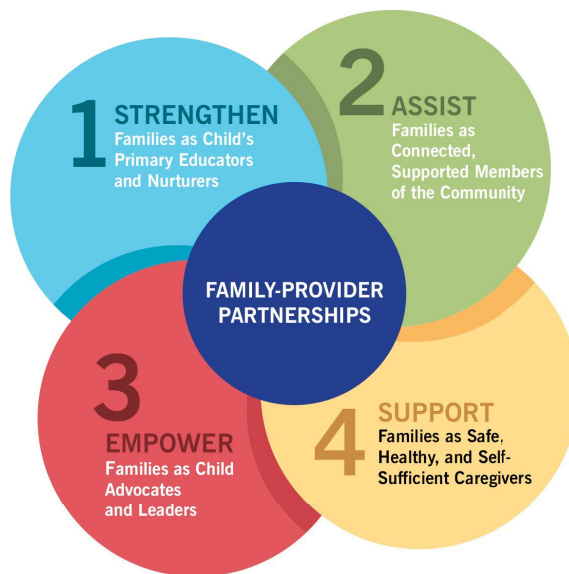 1
STRENGTHEN
Families as Child's
Primary Educators
and Nurturers
2
ASSIST
Families as
Connected,
Supported Members
of the Community
FAMILY-PROVIDER
PARTNERSHIPS
3
EMPOWER
Families as Child
Advocates
and Leaders
4
SUPPORT
Families as Safe,
Healthy, and Self-
Sufficient Caregivers